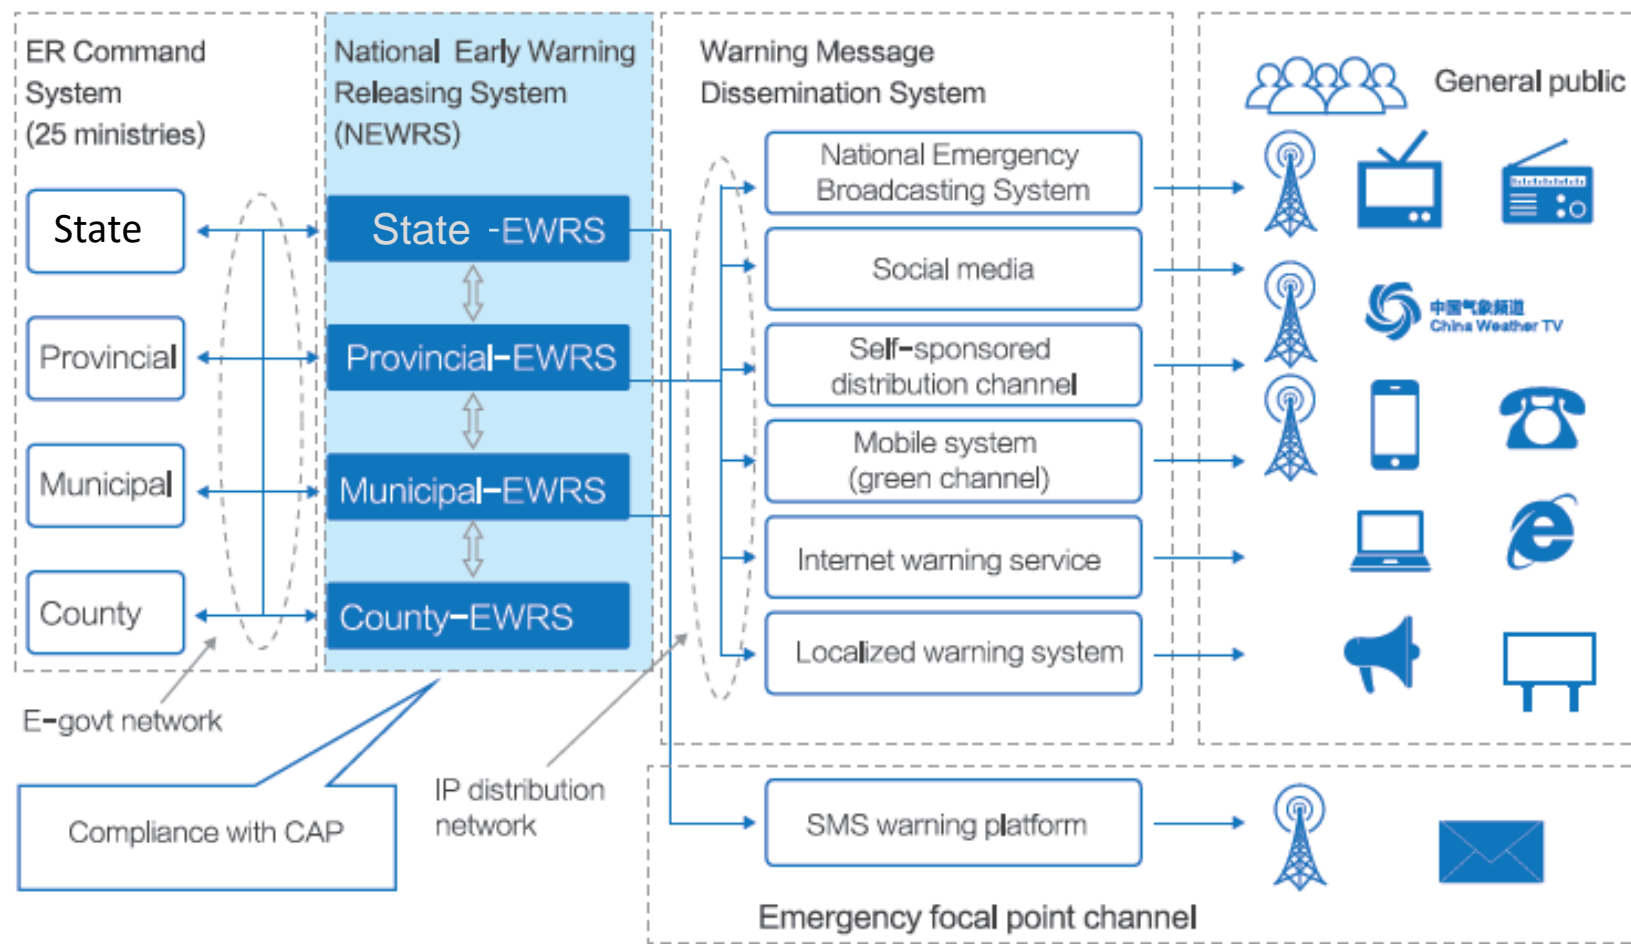 ER Command
System
(25 ministries)
State
Provincial
Municipal
County
E-govt network
National Early Warning
Releasing System
(NEWRS)
State -EWRS
Provincial-EWRS
Municipal-EWRS
County-EWRS
Compliance with CAP
IP distribution
network
Warning Message
Dissemination System
National Emergency
Broadcasting System
Social media
Self-sponsored
distribution channel
Mobile system
(green channel)
Internet warning service
Localized warning system
General public
中国气象频道
China Weather TV
SMS warning platform
Emergency focal point channel